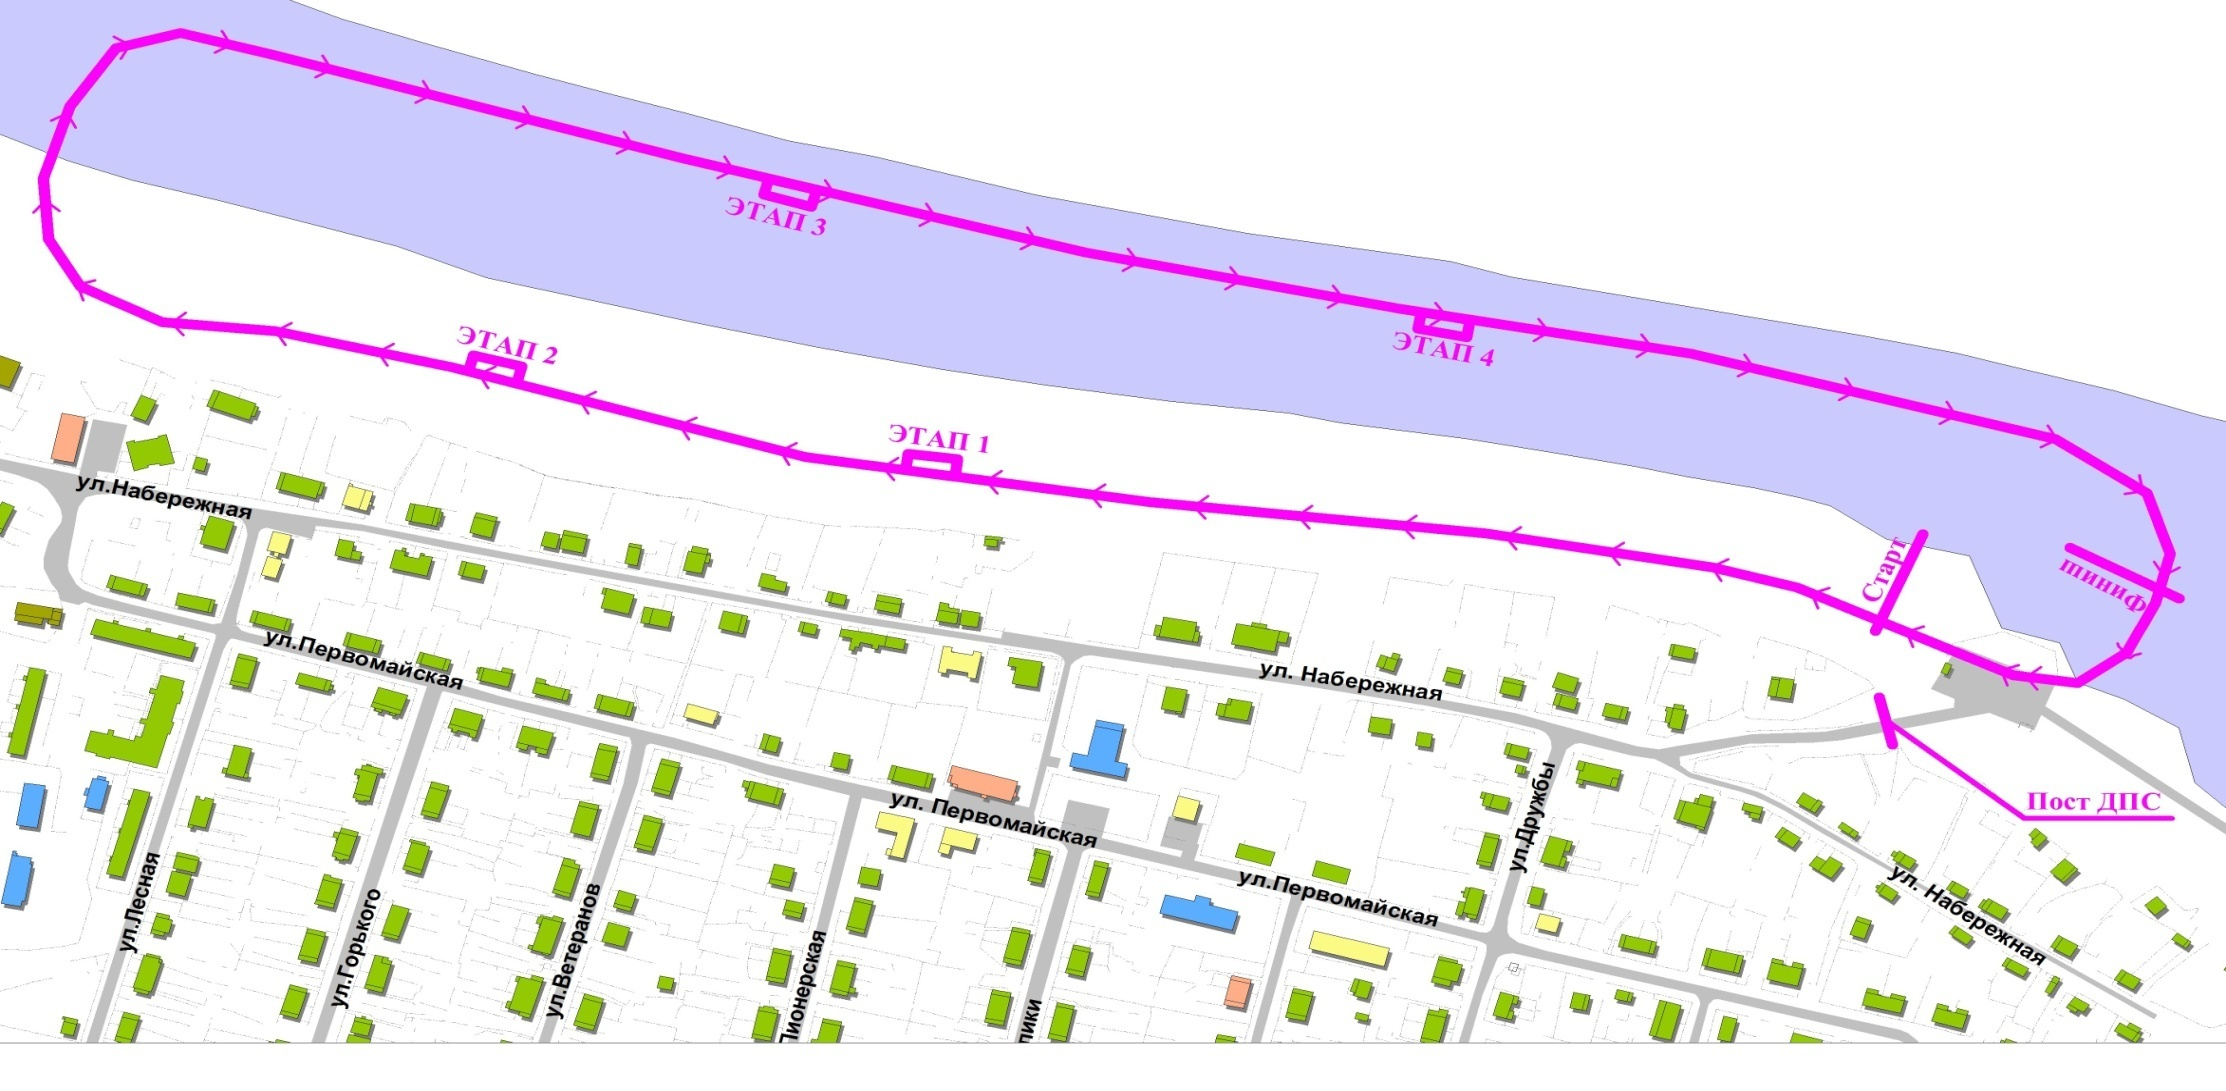 ЭТАП 3
ЭТАП 4
ЭТАП 2
ЭТАП 1
Старт
Финиш
ул.Набережная
ул.Первомайская
ул. Набережная
Пост ДПС
ул. Первомайская
ул.Дружбы
ул.Первомайская
ул. Набережная
ул.Лесная
ул.Горького
ул.Ветеранов
Пионерская
лики